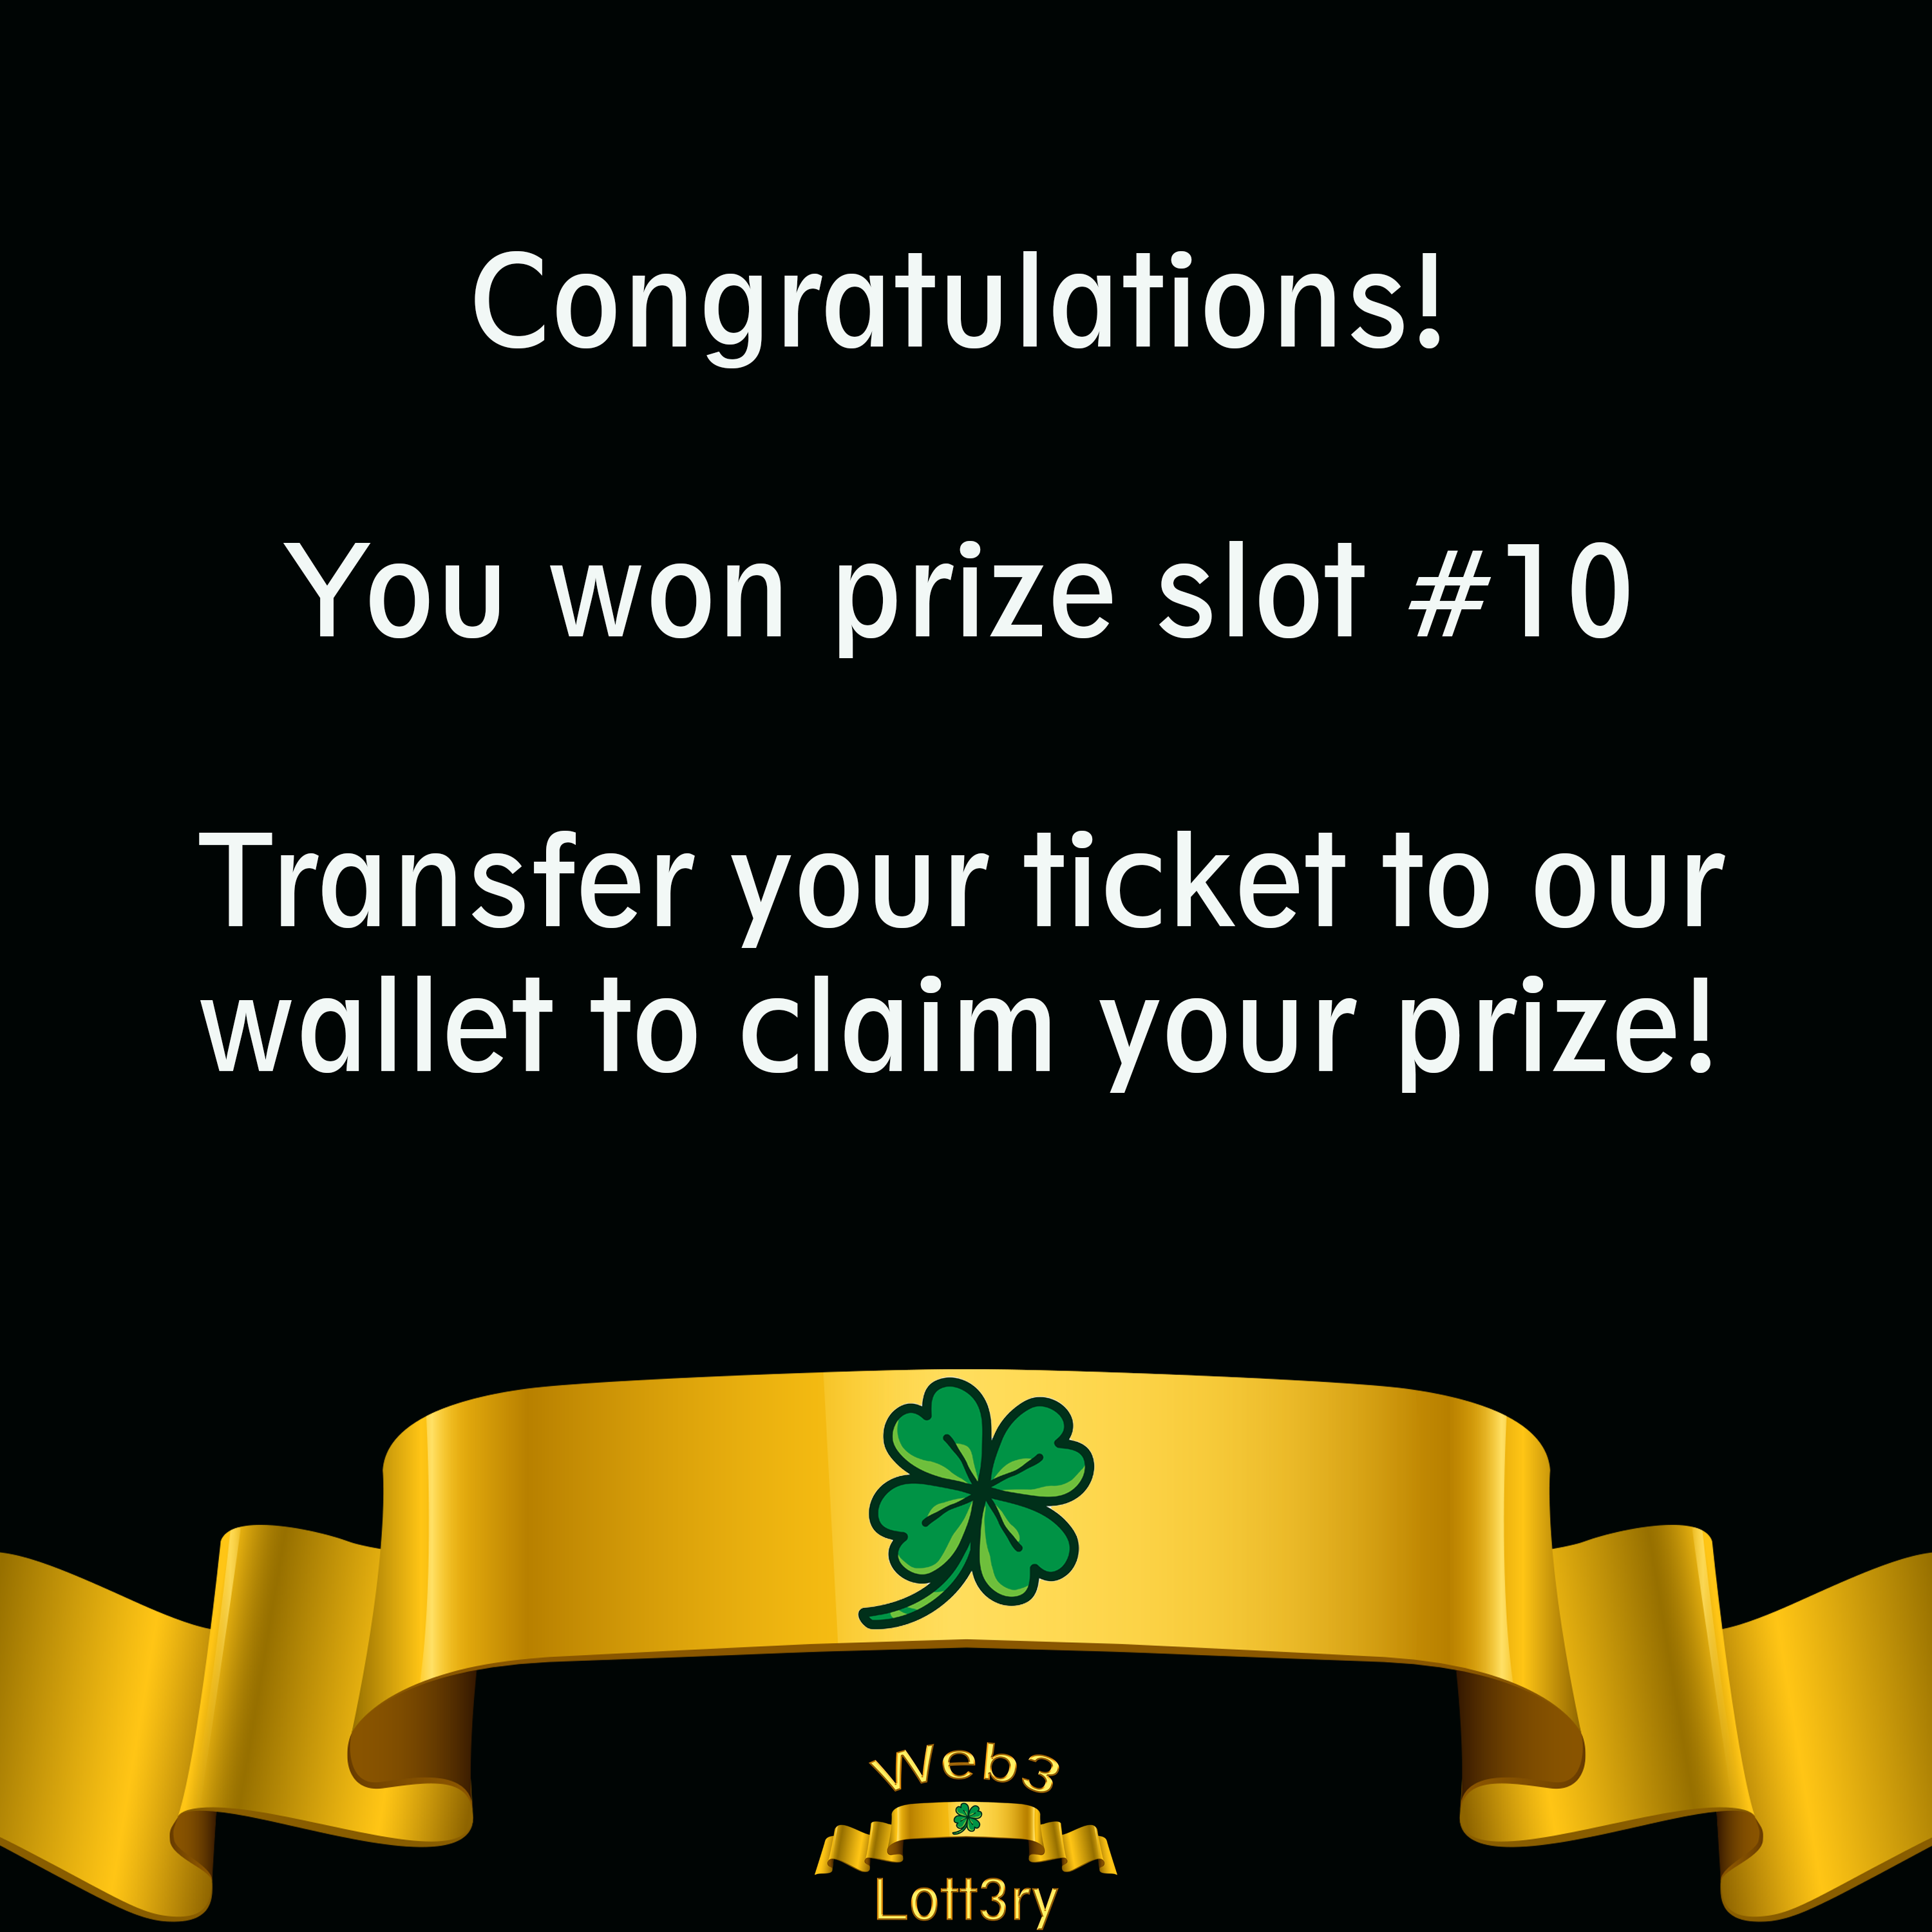 Congratulations!
You won prize slot #10
Transfer your ticket to our
wallet to claim your prize!
Web3
Lott3ry